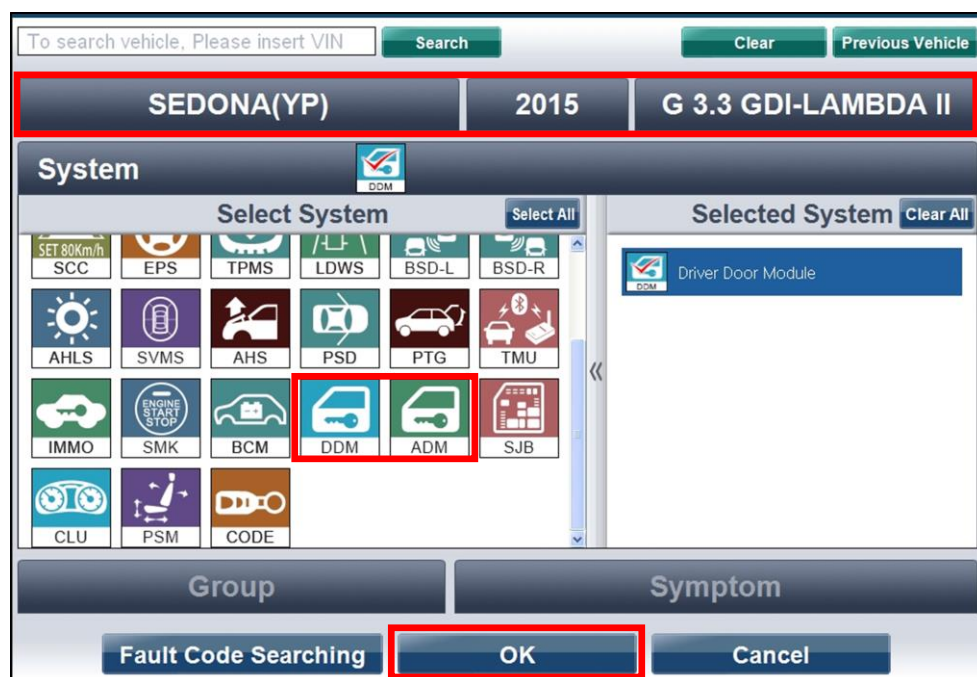 To search vehicle, Please insert VIN Search Clear Previous Vehicle
SEDONA(YP) 2015 G 3.3 GDI-LAMBDA II
System DDM
Select System Select All Selected System Clear All
SET 80Km/h
SCC EPS TPMS LDWS BSD-L BSD-R
DDM Driver Door Module
AHLS SVMS AHS PSD PTG TMU
«
ENGINE
START
STOP
IMMO SMK BCM DDM ADM SJB
CLU PSM CODE
Group Symptom
Fault Code Searching OK Cancel